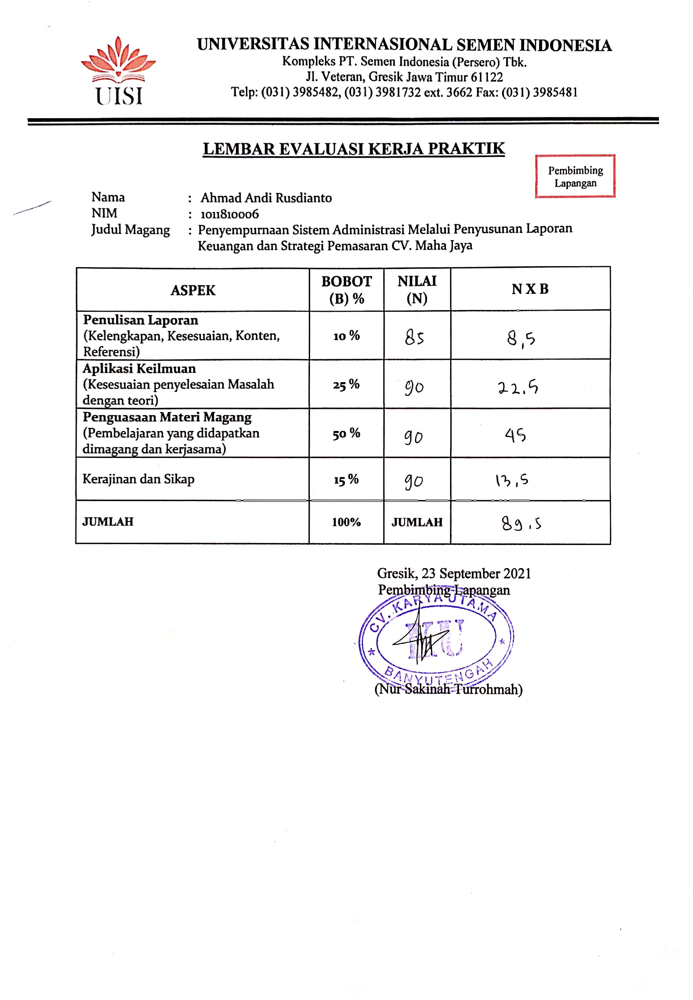 UISI
UNIVERSITAS INTERNASIONAL SEMEN INDONESIA
Kompleks PT. Semen Indonesia (Persero) Tbk.
Jl. Veteran, Gresik Jawa Timur 61122
Telp: (031) 3985482, (031) 3981732 ext. 3662 Fax: (031) 3985481
LEMBAR EVALUASI KERJA PRAKTIK
Pembimbing
Lapangan
Nama : Ahmad Andi Rusdianto
NIM : 1011810006
Judul Magang : Penyempurnaan Sistem Administrasi Melalui Penyusunan Laporan
Keuangan dan Strategi Pemasaran CV. Maha Jaya
ASPEK BOBOT (B) % NILAI (N) N X B
Penulisan Laporan
(Kelengkapan, Kesesuaian, Konten, 10 % 85 8,5
Referensi)
Aplikasi Keilmuan
(Kesesuaian penyelesaian Masalah 25 % 90 22.5
dengan teori)
Penguasaan Materi Magang
(Pembelajaran yang didapatkan 50 % 90 45
dimagang dan kerjasama)
Kerajinan dan Sikap 15 % 90 13,5
JUMLAH 100% JUMLAH 89.5
Gresik, 23 September 2021
Pembimbing Lapangan
CV. KARYA UTAMA
KU
BANYUTENGAH
(Nur Sakinah Turrohmah)